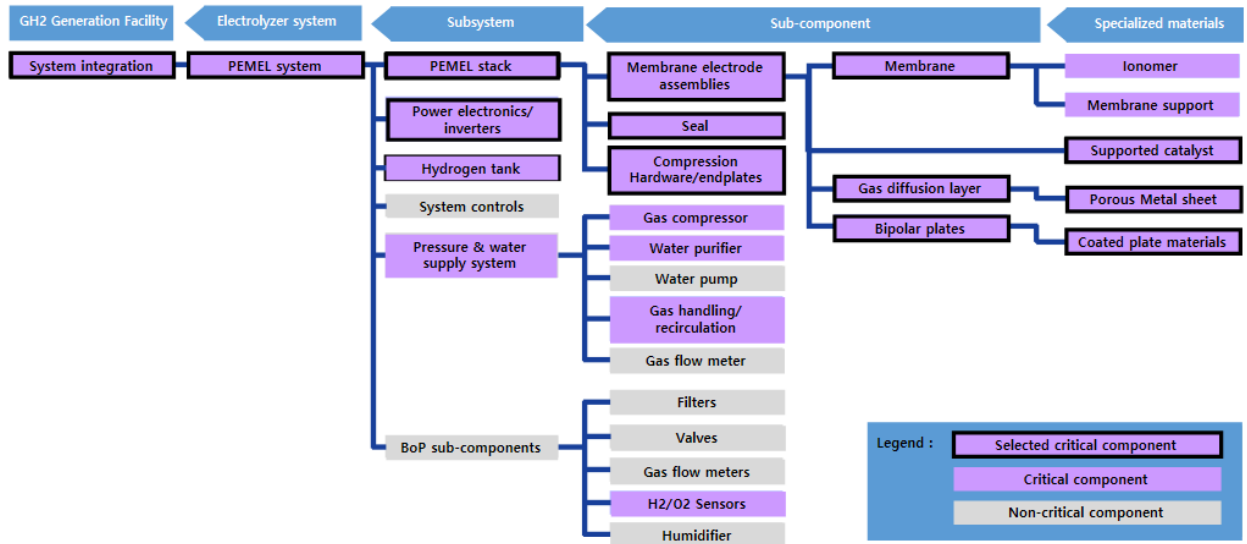 GH2 Generation Facility
Electrolyzer system
Subsystem
Sub-component
Specialized materials
System integration
PEMEL system
PEMEL stack
Power electronics/
inverters
Hydrogen tank
System controls
Pressure & water
supply system
BoP sub-components
Membrane electrode
assemblies
Seal
Compression
Hardware/endplates
Gas compressor
Water purifier
Water pump
Gas handling/
recirculation
Gas flow meter
Filters
Valves
Gas flow meters
H2/O2 Sensors
Humidifier
Membrane
Gas diffusion layer
Bipolar plates
Ionomer
Membrane support
Supported catalyst
Porous Metal sheet
Coated plate materials
Legend :
Selected critical component
Critical component
Non-critical component